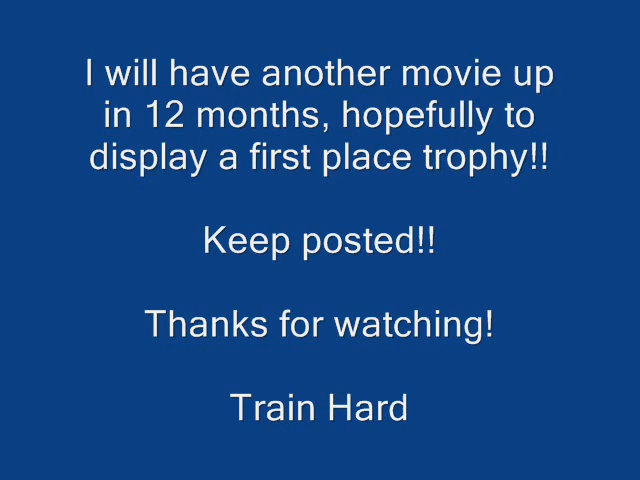 I will have another movie up
in 12 months, hopefully to
display a first place trophy!!
Keep posted!!
Thanks for watching!
Train Hard